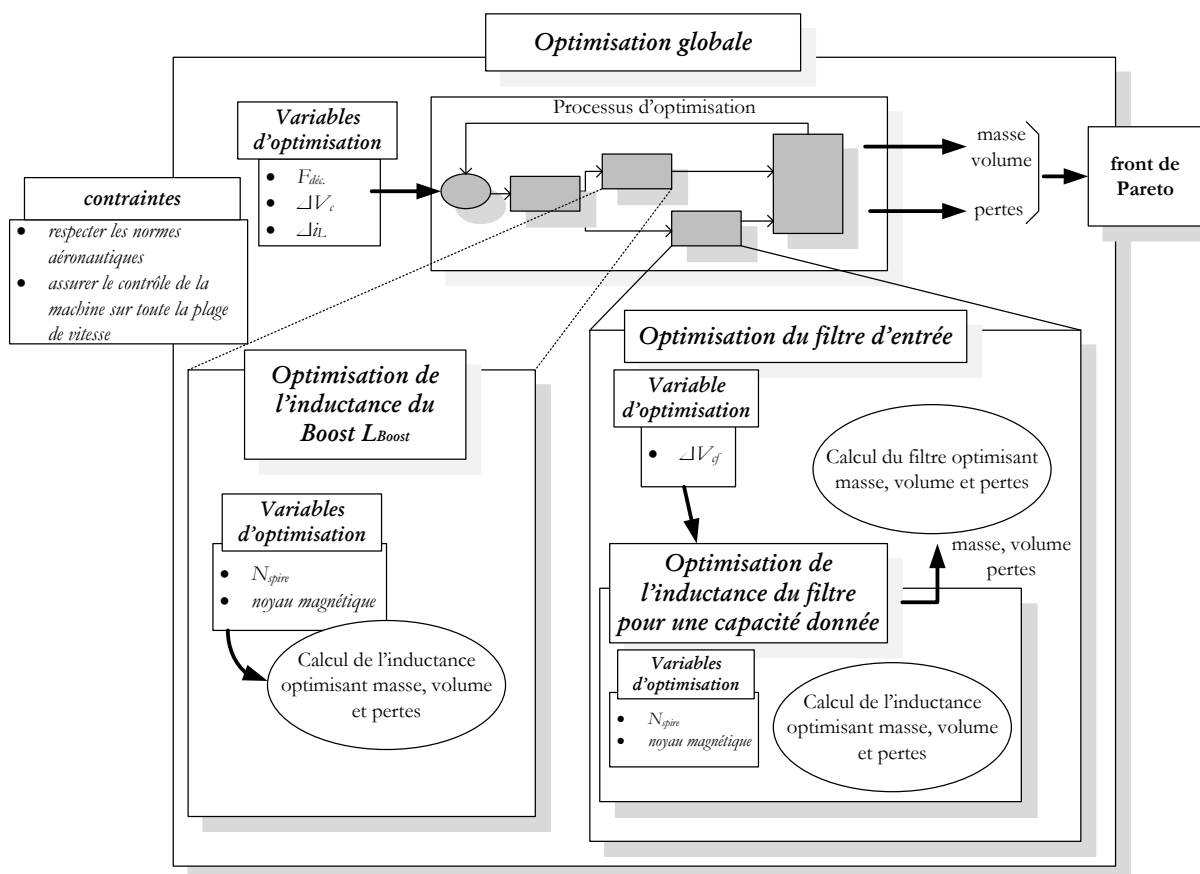 Optimisation globale
Processus d'optimisation
Variables
d'optimisation
• F déc.
• ΔVc
• ΔiL
contraintes
• respecter les normes
aéronautiques
• assurer le contrôle de la
machine sur toute la plage
de vitesse
masse
volume
pertes
front de
Pareto
Optimisation de
l'inductance du
Boost LBoost
Variables
d'optimisation
• Nspire
• noyau magnétique
Calcul de l'inductance
optimisant masse, volume
et pertes
Optimisation du filtre d'entrée
Variable
d'optimisation
• ΔVcf
Calcul du filtre optimisant
masse, volume et pertes
masse, volume
pertes
Optimisation de
l'inductance du filtre
pour une capacité donnée
Variables
d'optimisation
• Nspire
• noyau magnétique
Calcul de l'inductance
optimisant masse, volume
et pertes